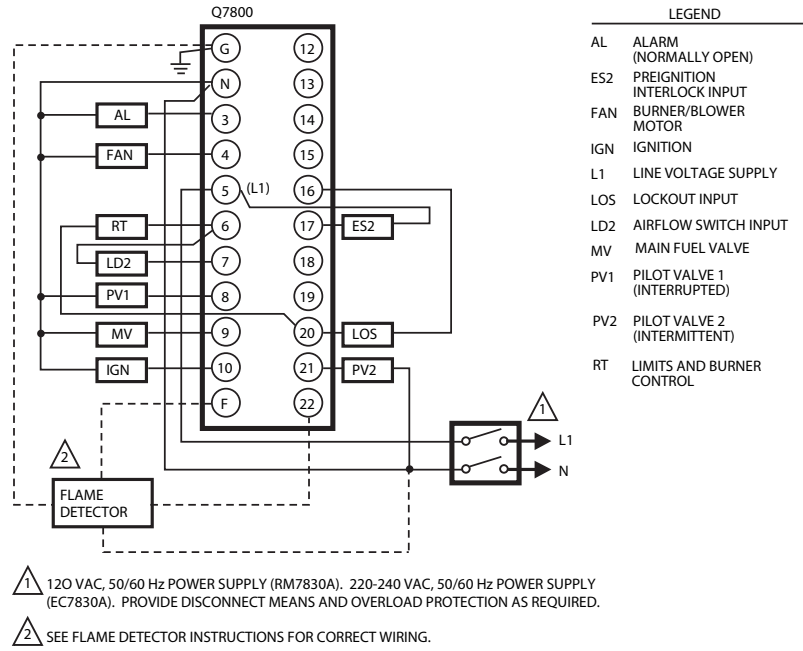 Q7800
G
12
N
13
AL
3
14
FAN
4
15
5
(L1)
16
RT
6
17
ES2
LD2
7
18
PV1
8
19
MV
9
20
LOS
IGN
10
21
PV2
F
22
1
L1
N
2
FLAME
DETECTOR
LEGEND
AL ALARM
(NORMALLY OPEN)
ES2 PREIGNITION
INTERLOCK INPUT
FAN BURNER/BLOWER
MOTOR
IGN IGNITION
L1 LINE VOLTAGE SUPPLY
LOS LOCKOUT INPUT
LD2 AIRFLOW SWITCH INPUT
MV MAIN FUEL VALVE
PV1 PILOT VALVE 1
(INTERRUPTED)
PV2 PILOT VALVE 2
(INTERMITTENT)
RT LIMITS AND BURNER
CONTROL
1 12O VAC, 50/60 Hz POWER SUPPLY (RM7830A). 220-240 VAC, 50/60 Hz POWER SUPPLY
(EC7830A). PROVIDE DISCONNECT MEANS AND OVERLOAD PROTECTION AS REQUIRED.
2 SEE FLAME DETECTOR INSTRUCTIONS FOR CORRECT WIRING.